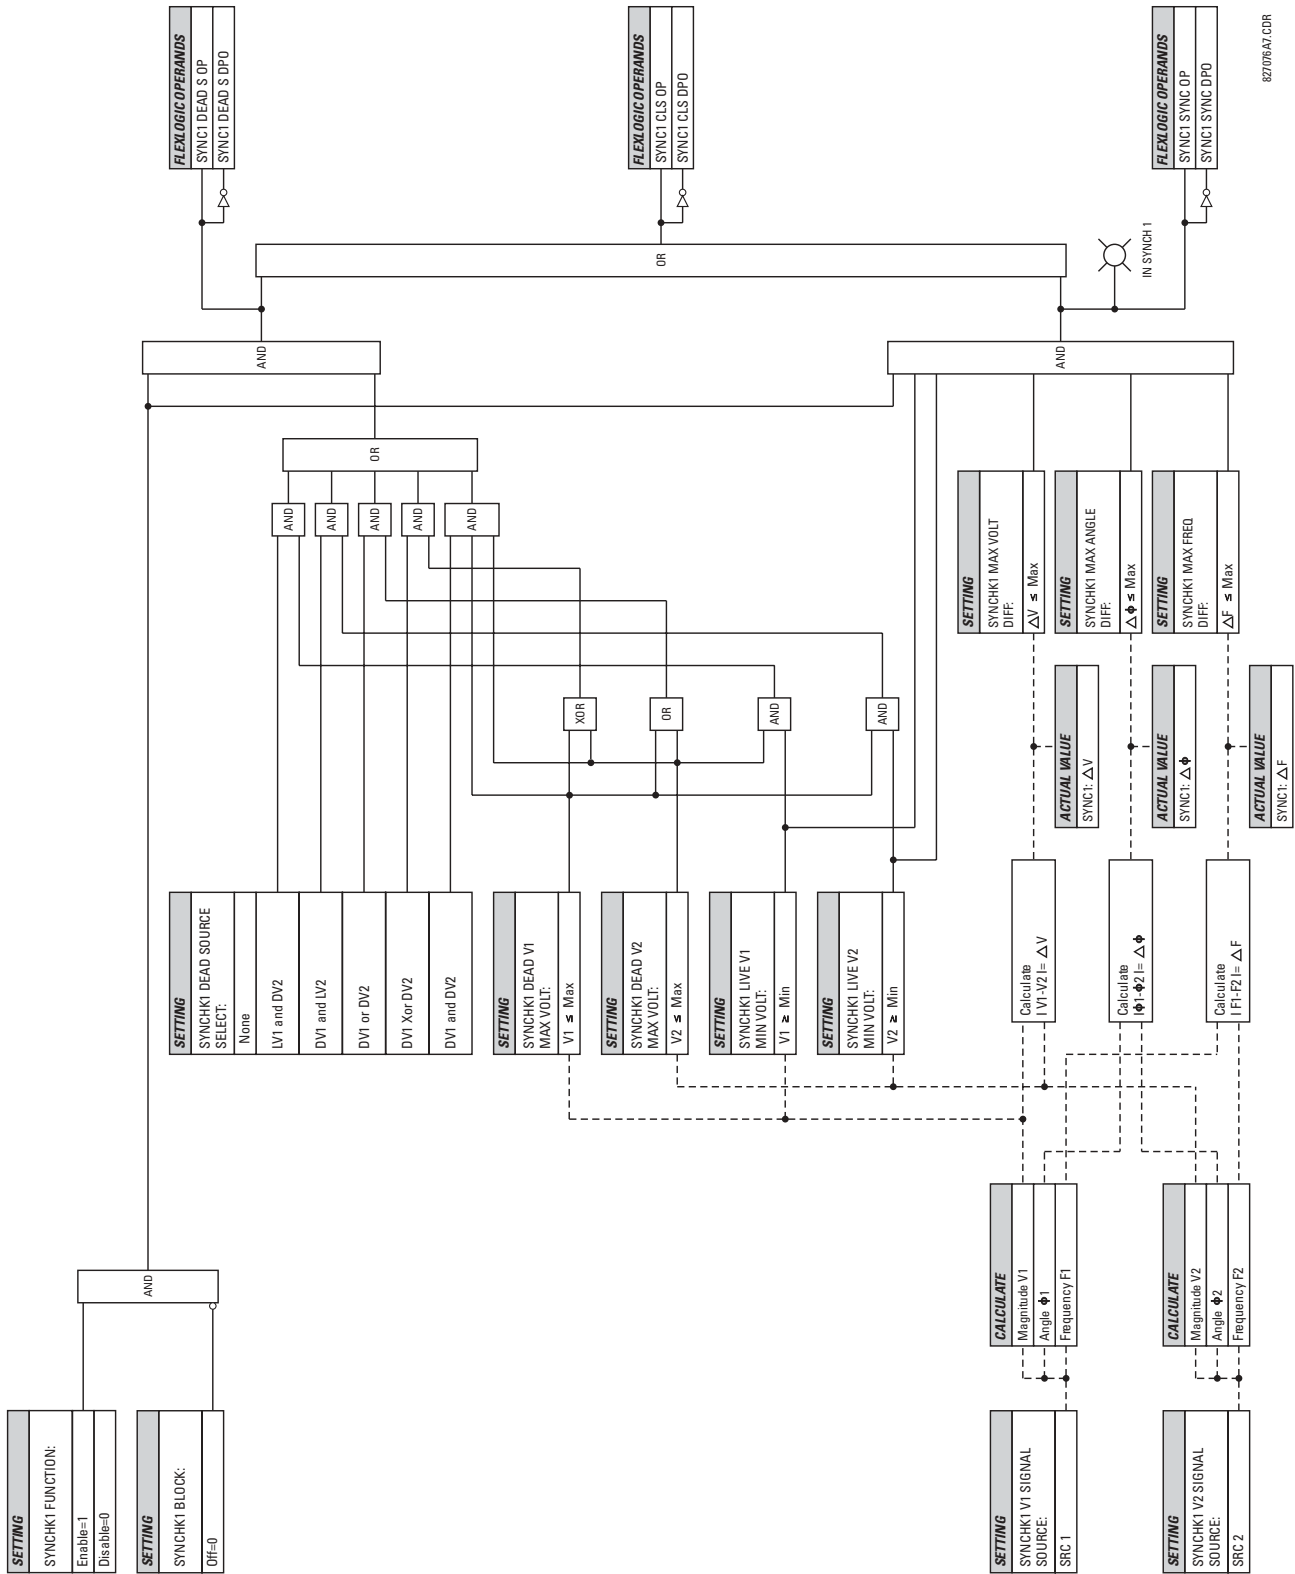 SETTING
SYNCHK1 FUNCTION:
Enable=1
Disable=0
SETTING
SYNCHK1 BLOCK:
Off=0
AND
SETTING
SYNCHK1 DEAD SOURCE
SELECT:
None
LV1 and DV2
DV1 and LV2
DV1 or DV2
DV1 Xor DV2
DV1 and DV2
SETTING
SYNCHK1 DEAD V1
MAX VOLT:
V1 ≤ Max
SETTING
SYNCHK1 DEAD V2
MAX VOLT:
V2 ≤ Max
SETTING
SYNCHK1 LIVE V1
MIN VOLT:
V1 ≥ Min
SETTING
SYNCHK1 LIVE V2
MIN VOLT:
V2 ≥ Min
XOR
OR
AND
AND
AND
AND
AND
AND
AND
OR
AND
FLEXLOGIC OPERANDS
SYNC1 DEAD S OP
SYNC1 DEAD S DPO
OR
FLEXLOGIC OPERANDS
SYNC1 CLS OP
SYNC1 CLS DPO
AND
IN SYNCH 1
FLEXLOGIC OPERANDS
SYNC1 SYNC OP
SYNC1 SYNC DPO
SETTING
SYNCHK1 V1 SIGNAL
SOURCE:
SRC 1
SETTING
SYNCHK1 V2 SIGNAL
SOURCE:
SRC 2
CALCULATE
Magnitude V1
Angle Φ1
Frequency F1
CALCULATE
Magnitude V2
Angle Φ2
Frequency F2
Calculate
I V1-V2 I= △V
Calculate
IΦ1-Φ2 I= △Φ
Calculate
I F1-F2 I= △F
ACTUAL VALUE
SYNC1: △V
ACTUAL VALUE
SYNC1: △Φ
ACTUAL VALUE
SYNC1: △F
SETTING
SYNCHK1 MAX VOLT
DIFF:
△V ≤ Max
SETTING
SYNCHK1 MAX ANGLE
DIFF:
△Φ ≤ Max
SETTING
SYNCHK1 MAX FREQ
DIFF:
△F ≤ Max
827076A7.CDR